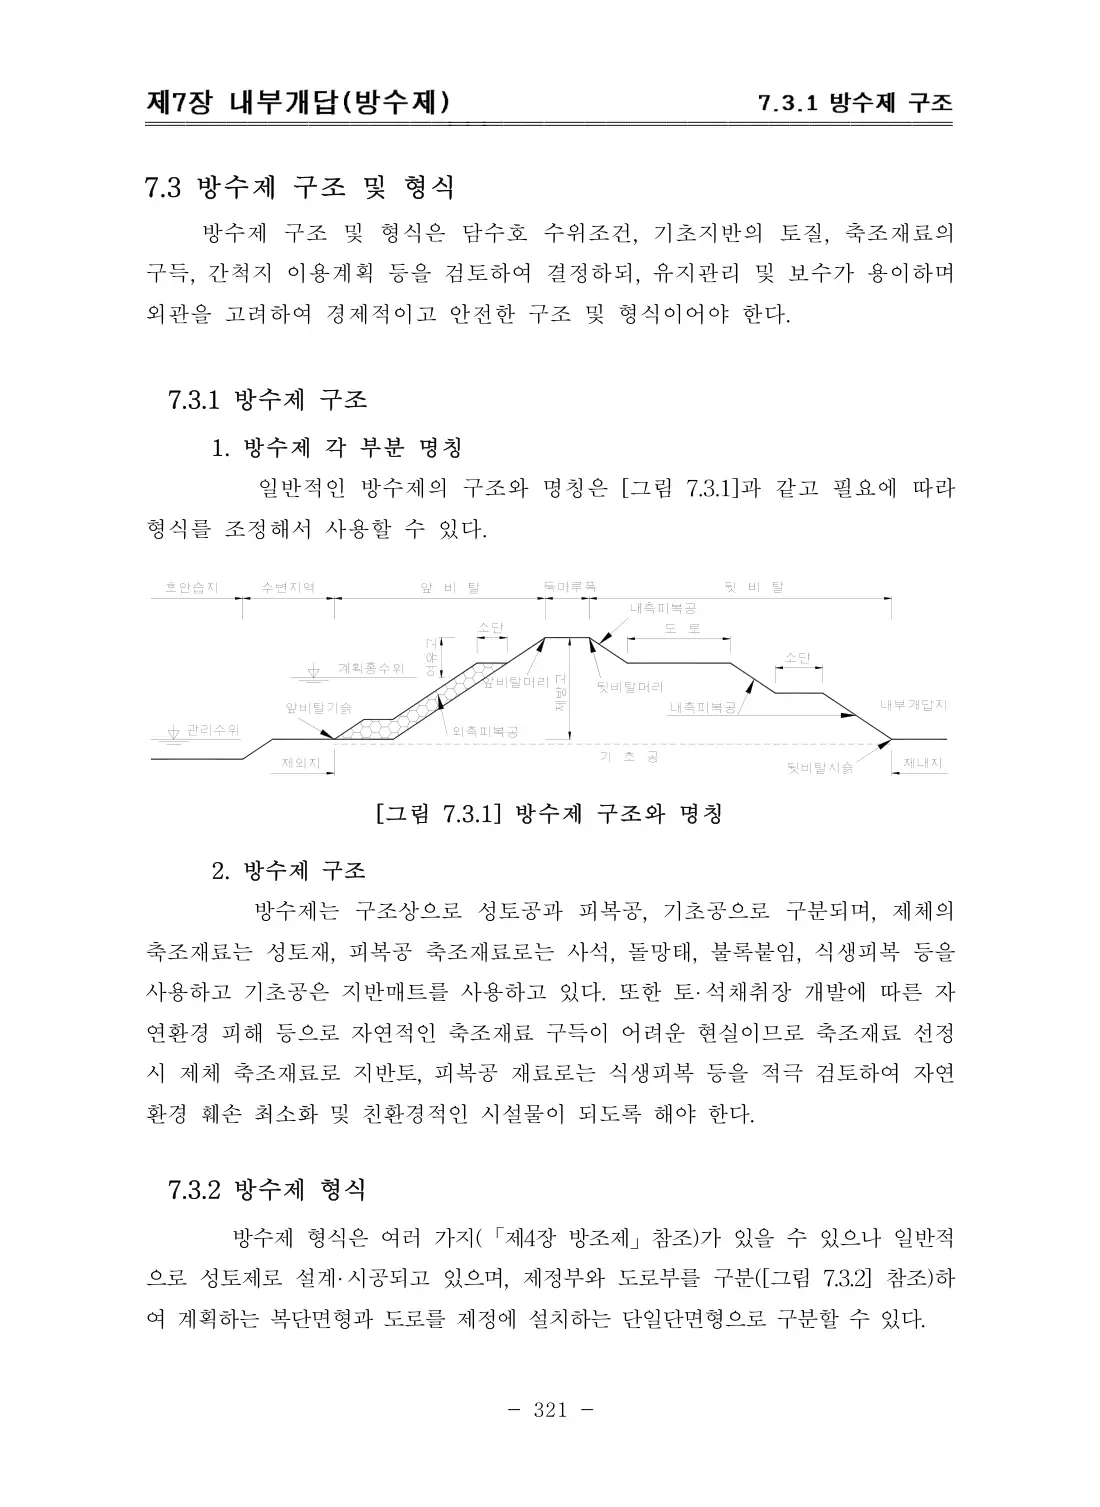 제7장 내부개답(방수제)
7.3.1 방수제 구조
7.3 방수제 구조 및 형식
방수제 구조 및 형식은 담수호 수위조건, 기초지반의 토질, 축조재료의
구득, 간척지 이용계획 등을 검토하여 결정하되, 유지관리 및 보수가 용이하며
외관을 고려하여 경제적이고 안전한 구조 및 형식이어야 한다.
7.3.1 방수제 구조
1. 방수제 각 부분 명칭
일반적인 방수제의 구조와 명칭은 [그림 7.3.1]과 같고 필요에 따라
형식를 조정해서 사용할 수 있다.
호안습지
수변지역
앞 비 탈
둑마루폭
뒷 비 탈
내측피복공
소단
도 로
여유고
소단
계획홍수위
앞비탈머리
제방고
뒷비탈머리
앞비탈기슭
내측피복공
내부개답지
관리수위
외측피복공
기 초 공
제외지
뒷비탈시슭
제내지
[그림 7.3.1] 방수제 구조와 명칭
2. 방수제 구조
방수제는 구조상으로 성토공과 피복공, 기초공으로 구분되며, 제체의
축조재료는 성토재, 피복공 축조재료로는 사석, 돌망태, 불록붙임, 식생피복 등을
사용하고 기초공은 지반매트를 사용하고 있다. 또한 토·석채취장 개발에 따른 자
연환경 피해 등으로 자연적인 축조재료 구득이 어려운 현실이므로 축조재료 선정
시 제체 축조재료로 지반토, 피복공 재료로는 식생피복 등을 적극 검토하여 자연
환경 훼손 최소화 및 친환경적인 시설물이 되도록 해야 한다.
7.3.2 방수제 형식
방수제 형식은 여러 가지(「제4장 방조제」참조)가 있을 수 있으나 일반적
으로 성토제로 설계·시공되고 있으며, 제정부와 도로부를 구분([그림 7.3.2] 참조)하
여 계획하는 복단면형과 도로를 제정에 설치하는 단일단면형으로 구분할 수 있다.
- 321 -